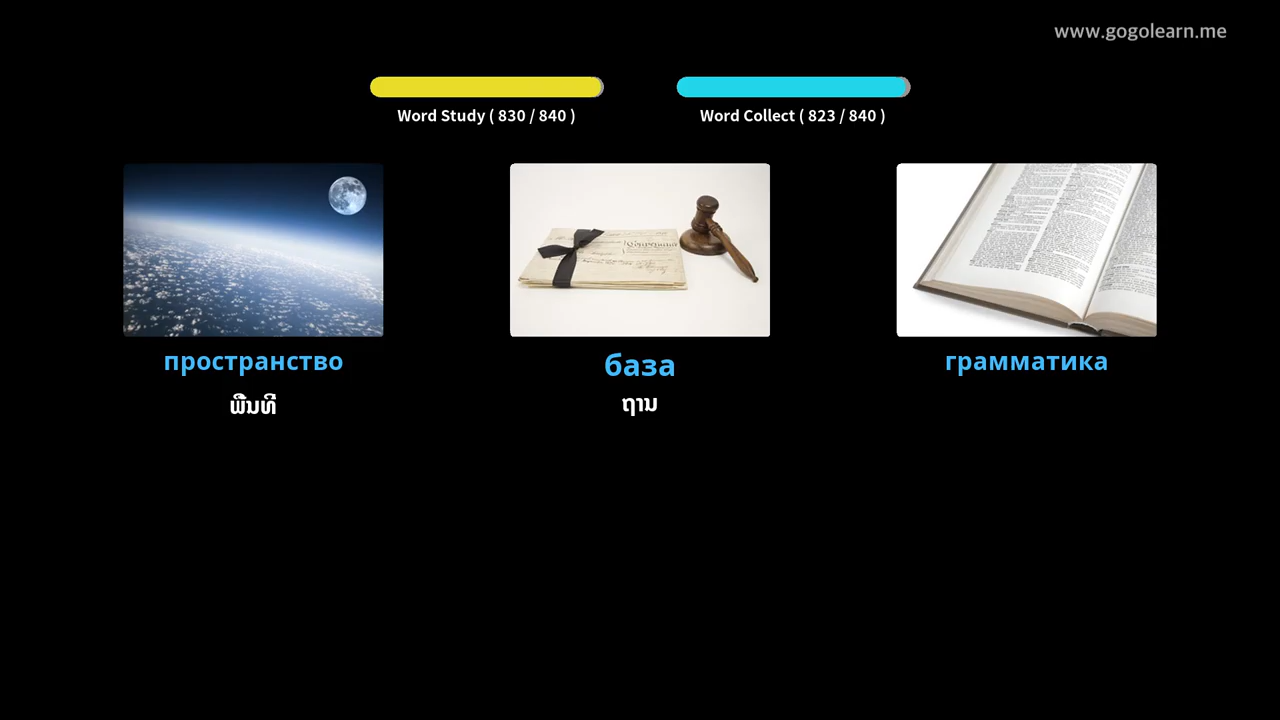 www.gogolearn.me
Word Study ( 830 / 840 )
Word Collect ( 823 / 840 )
пространство
база
грамматика
ພື້ນທີ່
ຖານ